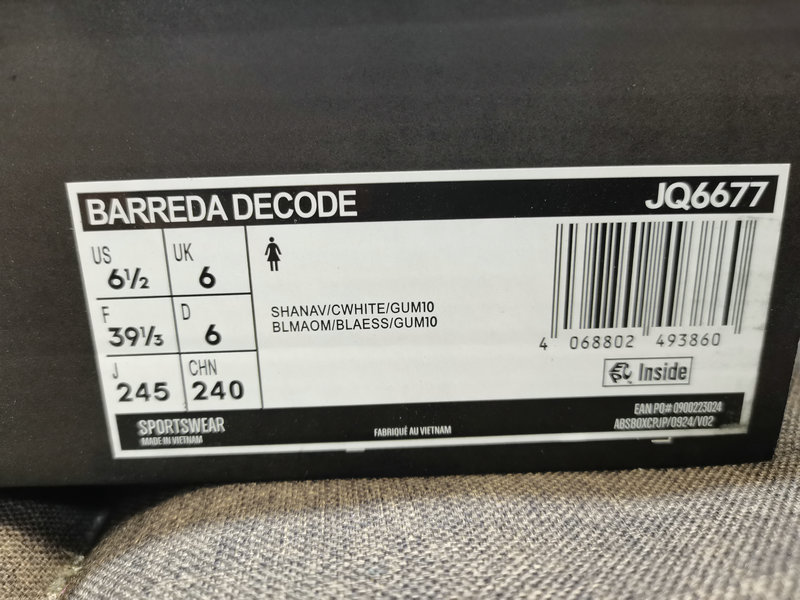 BARREDA DECODE JQ6677
US UK
6½ 6
F D
39⅓ 6
J CHN
245 240
SHANAV/CWHITE/GUM10
BLMAOM/BLAESS/GUM10
4 068802 493860
Inside
SPORTSWEAR
MADE IN VIETNAM
FABRIQUÉ AU VIETNAM
EAN PO# 0900223024
ABSBOXCPJP/0924/V02